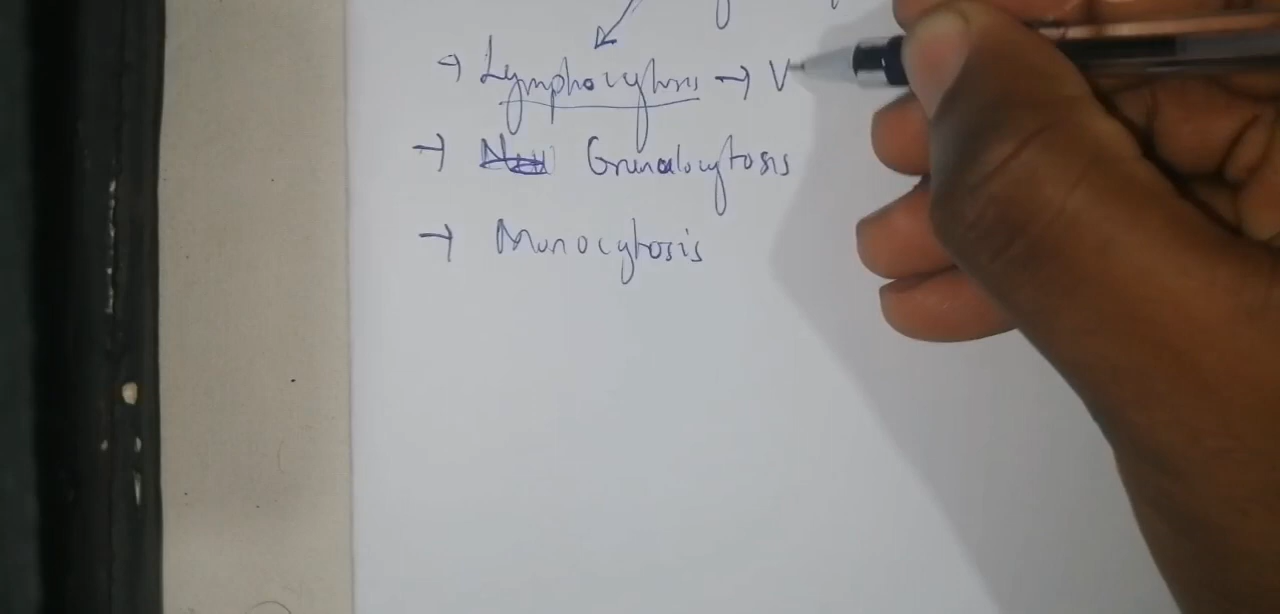 → Lymphocytosis → V
→ Granulocytosis
→ Monocytosis